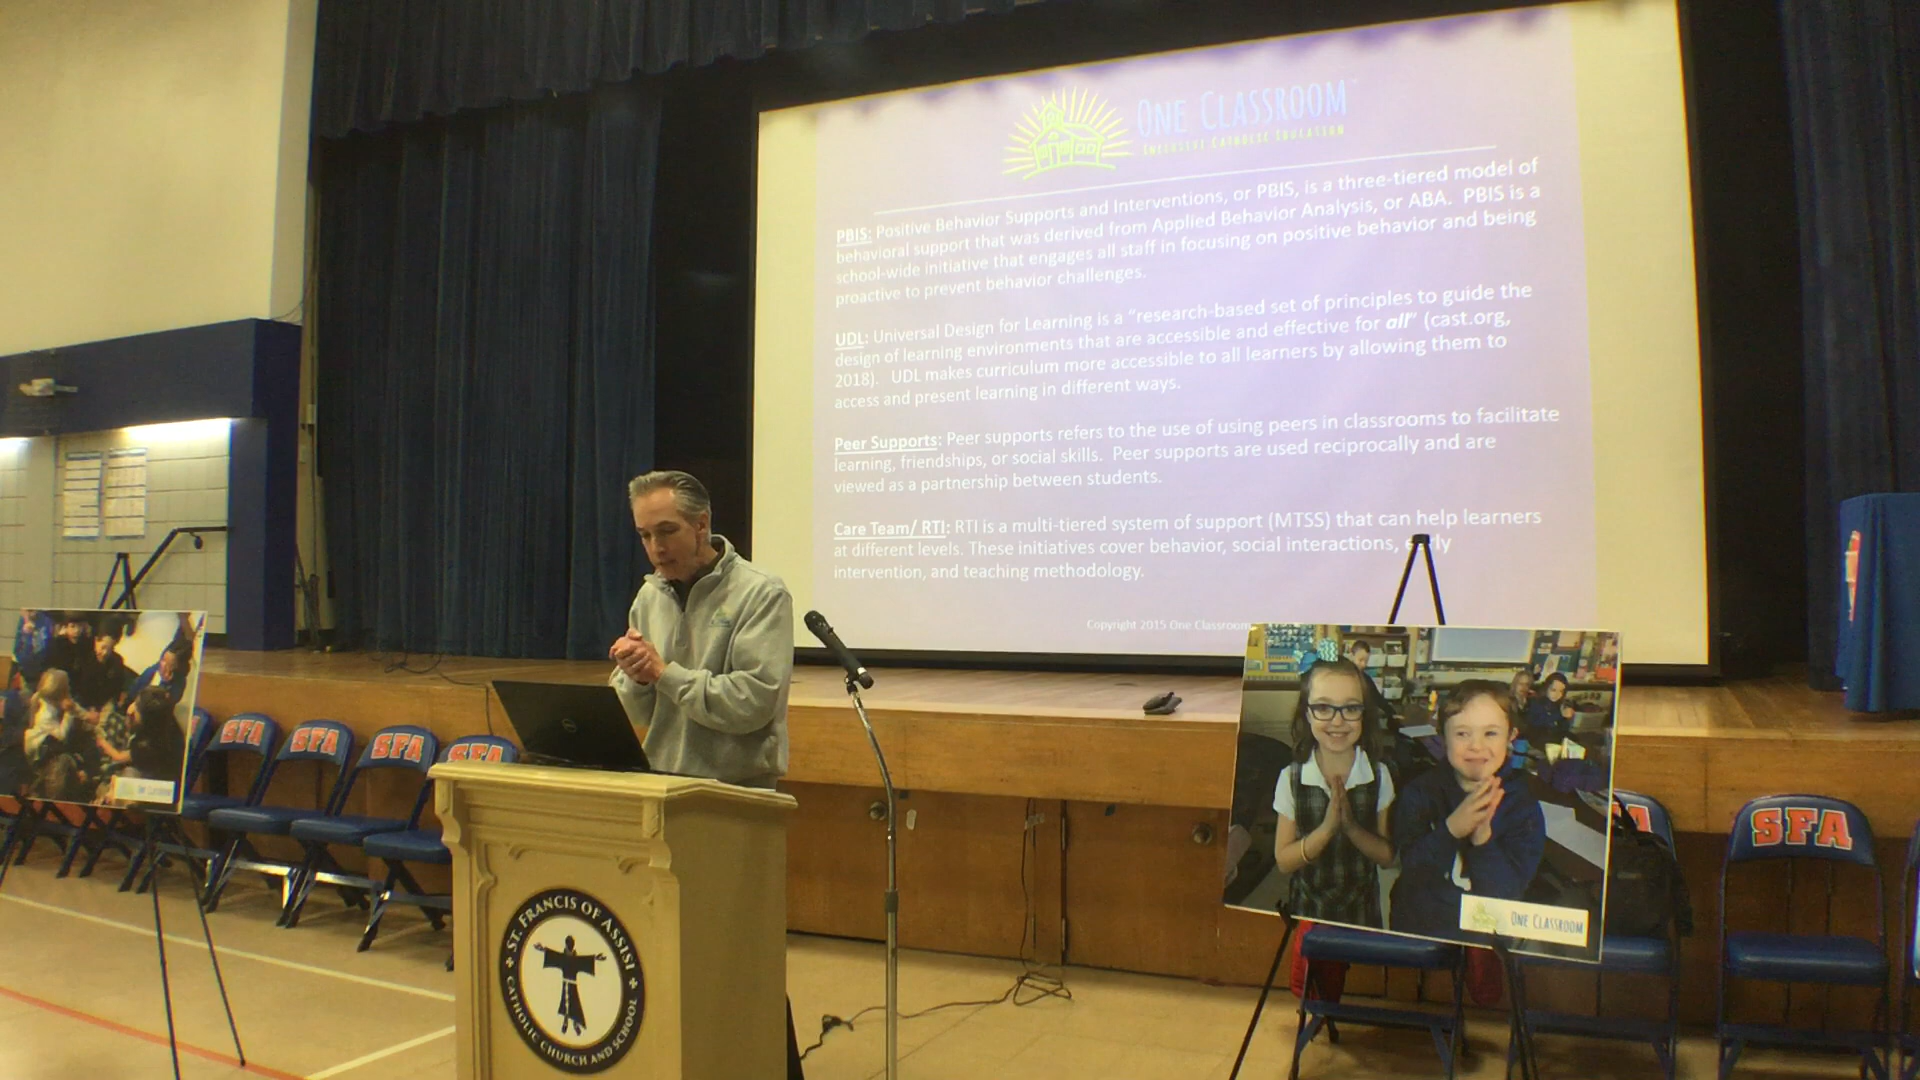 ONE CLASSROOM
INCLUSIVE CATHOLIC EDUCATION
PBIS: Positive Behavior Supports and Interventions, or PBIS, is a three-tiered model of
behavioral support that was derived from Applied Behavior Analysis, or ABA. PBIS is a
school-wide initiative that engages all staff in focusing on positive behavior and being
proactive to prevent behavior challenges.
UDL: Universal Design for Learning is a “research-based set of principles to guide the
design of learning environments that are accessible and effective for all” (cast.org,
2018). UDL makes curriculum more accessible to all learners by allowing them to
access and present learning in different ways.
Peer Supports: Peer supports refers to the use of using peers in classrooms to facilitate
learning, friendships, or social skills. Peer supports are used reciprocally and are
viewed as a partnership between students.
Care Team/ RTI: RTI is a multi-tiered system of support (MTSS) that can help learners
at different levels. These initiatives cover behavior, social interactions, early
intervention, and teaching methodology.
Copyright 2015 One Classroom
SFA
SFA
SFA
SFA
SFA
ONE CLASSROOM
ONE CLASSROOM
ST. FRANCIS OF ASSISI
CATHOLIC CHURCH AND SCHOOL